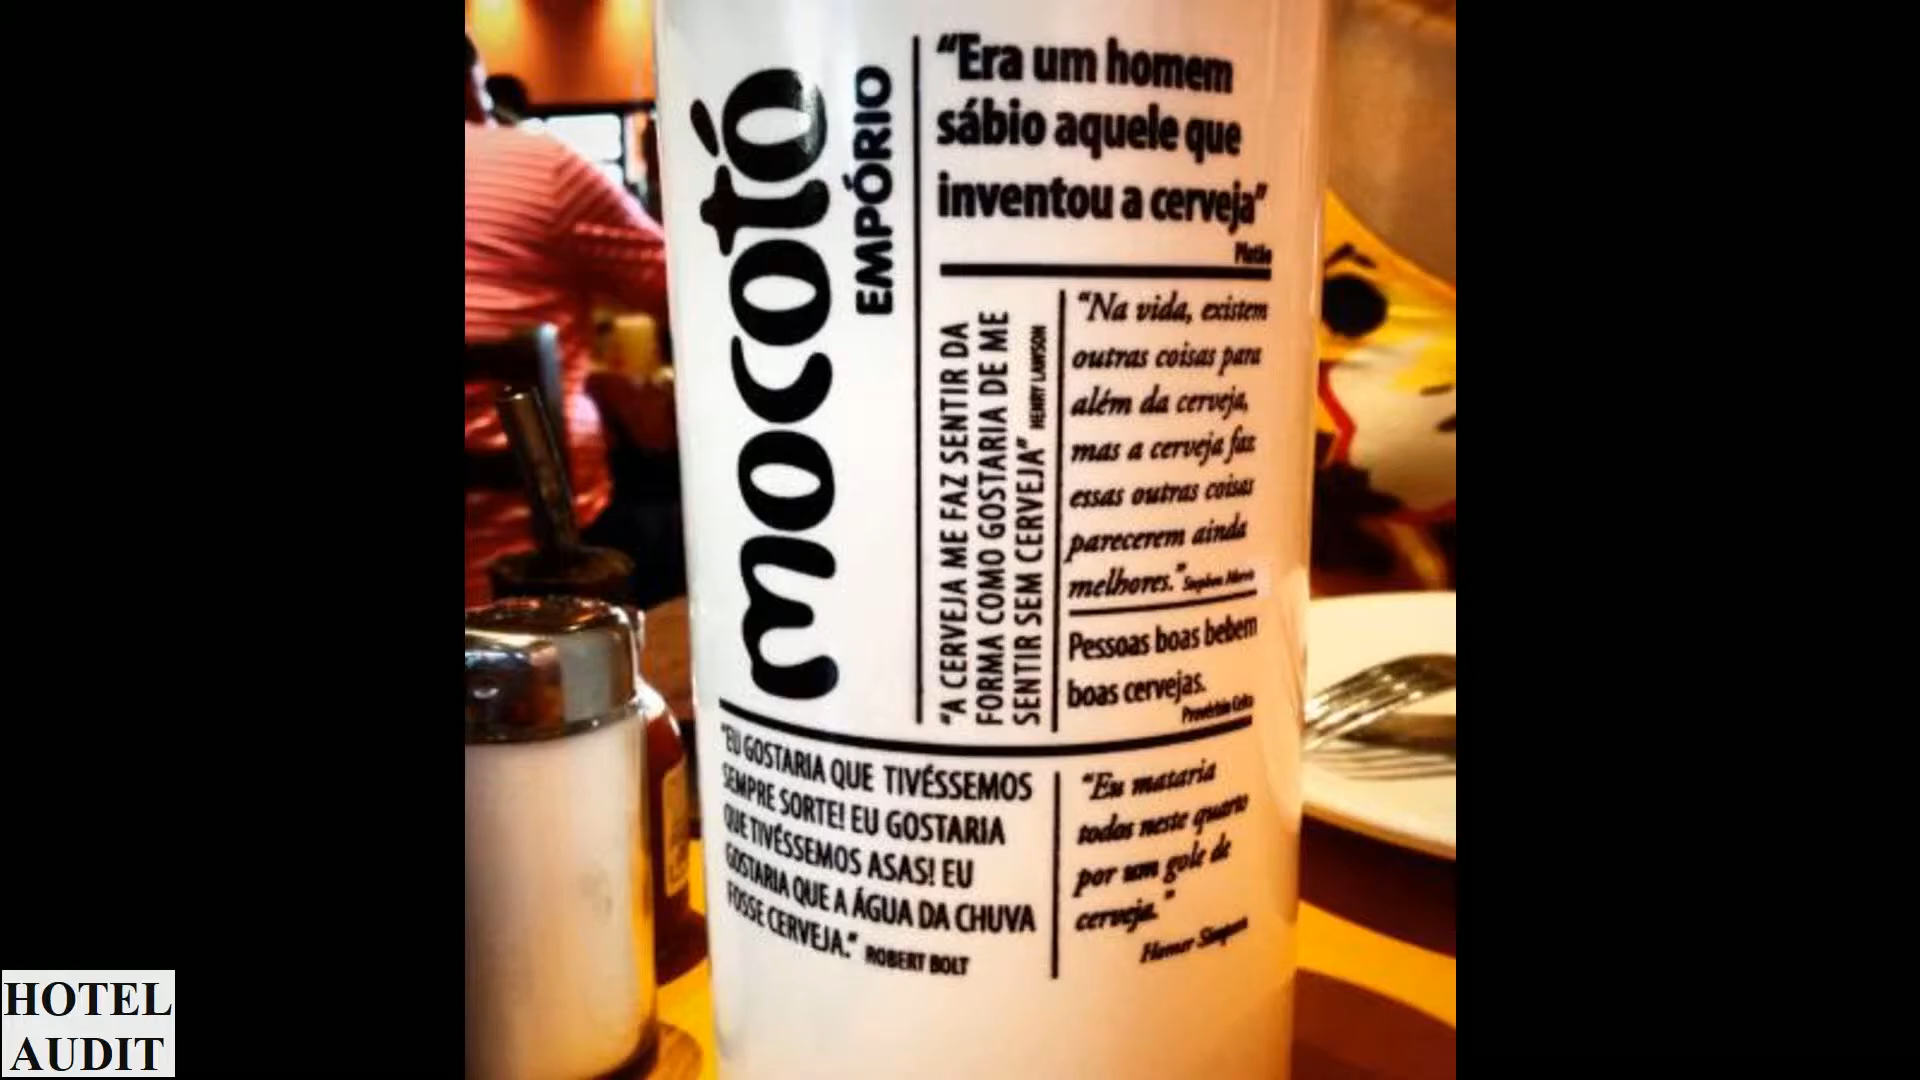 mocotó
EMPÓRIO
“Era um homem
sábio aquele que
inventou a cerveja”
Platão
“A CERVEJA ME FAZ SENTIR DA
FORMA COMO GOSTARIA DE ME
SENTIR SEM CERVEJA” HENRY LAWSON
“Na vida, existem
outras coisas para
além da cerveja,
mas a cerveja faz
essas outras coisas
parecerem ainda
melhores.” Stephen Morris
Pessoas boas bebem
boas cervejas.
Provérbio Celta
“EU GOSTARIA QUE TIVÉSSEMOS
SEMPRE SORTE! EU GOSTARIA
QUE TIVÉSSEMOS ASAS! EU
GOSTARIA QUE A ÁGUA DA CHUVA
FOSSE CERVEJA.” ROBERT BOLT
“Eu mataria
todos neste quarto
por um gole de
cerveja.”
Homer Simpson
HOTEL
AUDIT